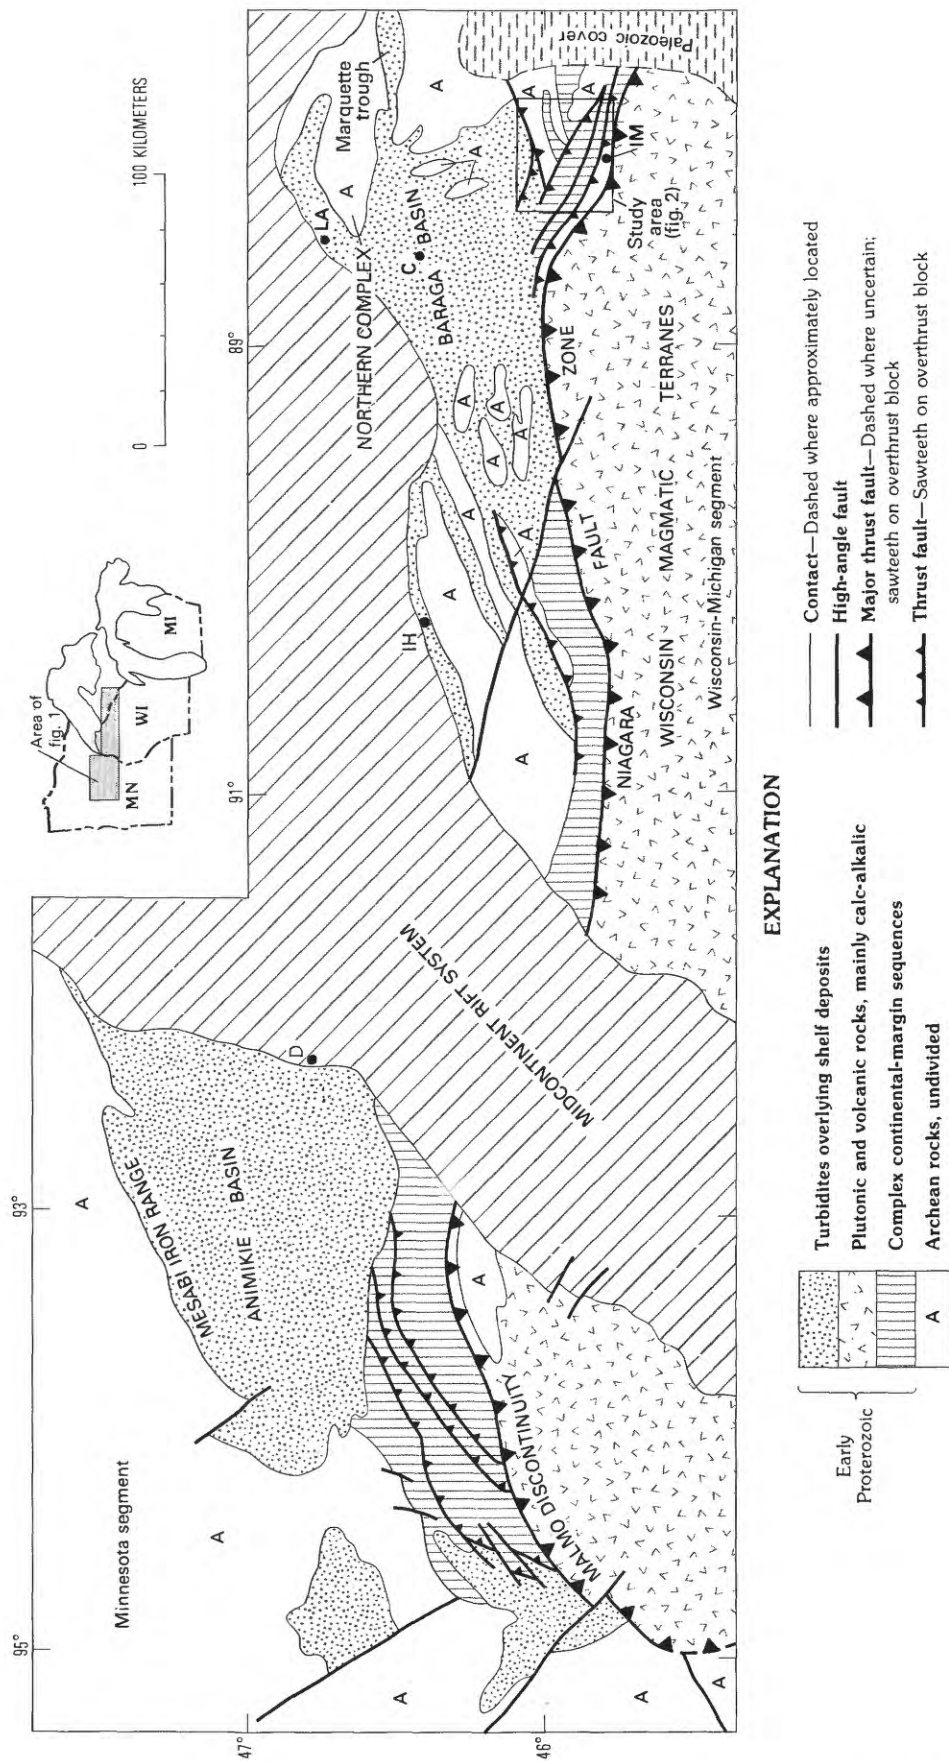 95°
93°
Minnesota segment
A
A
MESABI IRON RANGE
ANIMIKIE BASIN
D
47°
A
46°
A
A
A
MALMO DISCONTINUITY
MIDCONTINENT RIFT SYSTEM
Area of
fig. 1
MN
WI
MI
0
100 KILOMETERS
91°
89°
IH
A
A
A
A
A
A
A
A
NIAGARA
FAULT
ZONE
WISCONSIN MAGMATIC TERRANES
Wisconsin-Michigan segment
NORTHERN COMPLEX
BARAGA
BASIN
C
LA
A
Marquette
trough
A
A
A
A
Study
area
(fig. 2)
IM
Paleozoic cover
EXPLANATION
Early
Proterozoic
Turbidites overlying shelf deposits
Plutonic and volcanic rocks, mainly calc-alkalic
Complex continental-margin sequences
A
Archean rocks, undivided
Contact—Dashed where approximately located
High-angle fault
Major thrust fault—Dashed where uncertain;
sawteeth on overthrust block
Thrust fault—Sawteeth on overthrust block